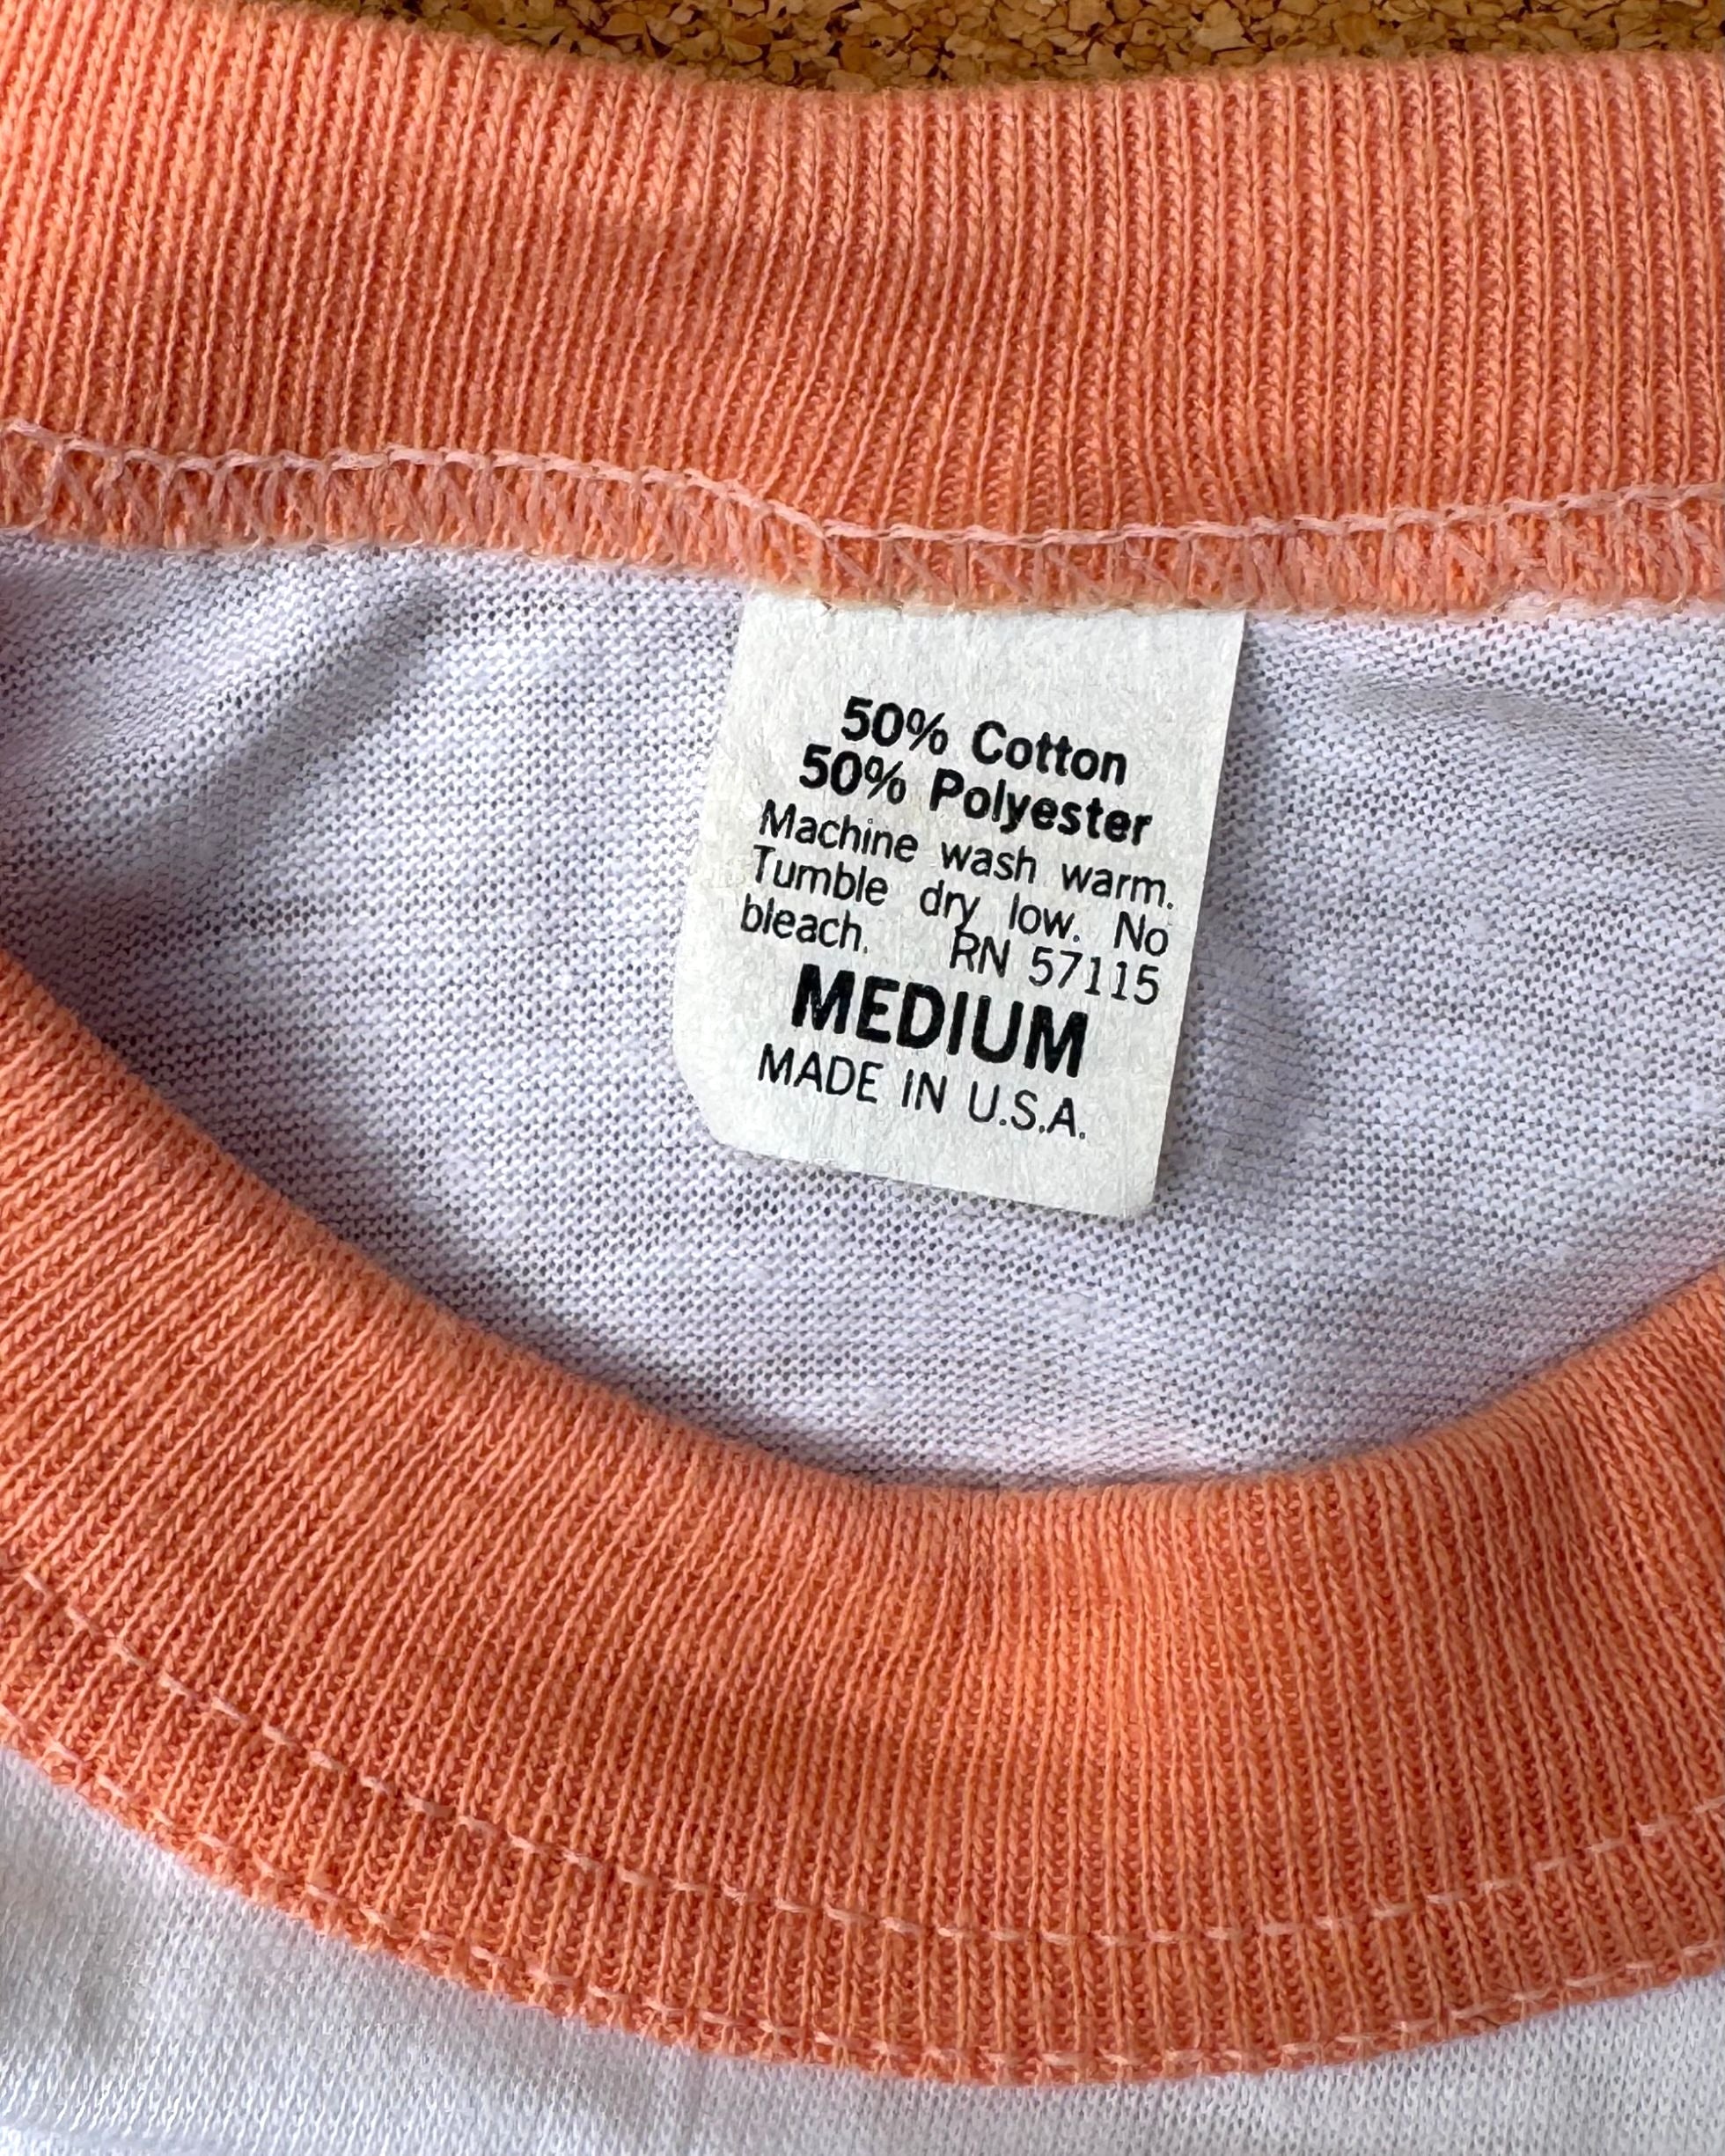 50% Cotton
50% Polyester
Machine wash warm.
Tumble dry low. No
bleach. RN 57115
MEDIUM
MADE IN U.S.A.